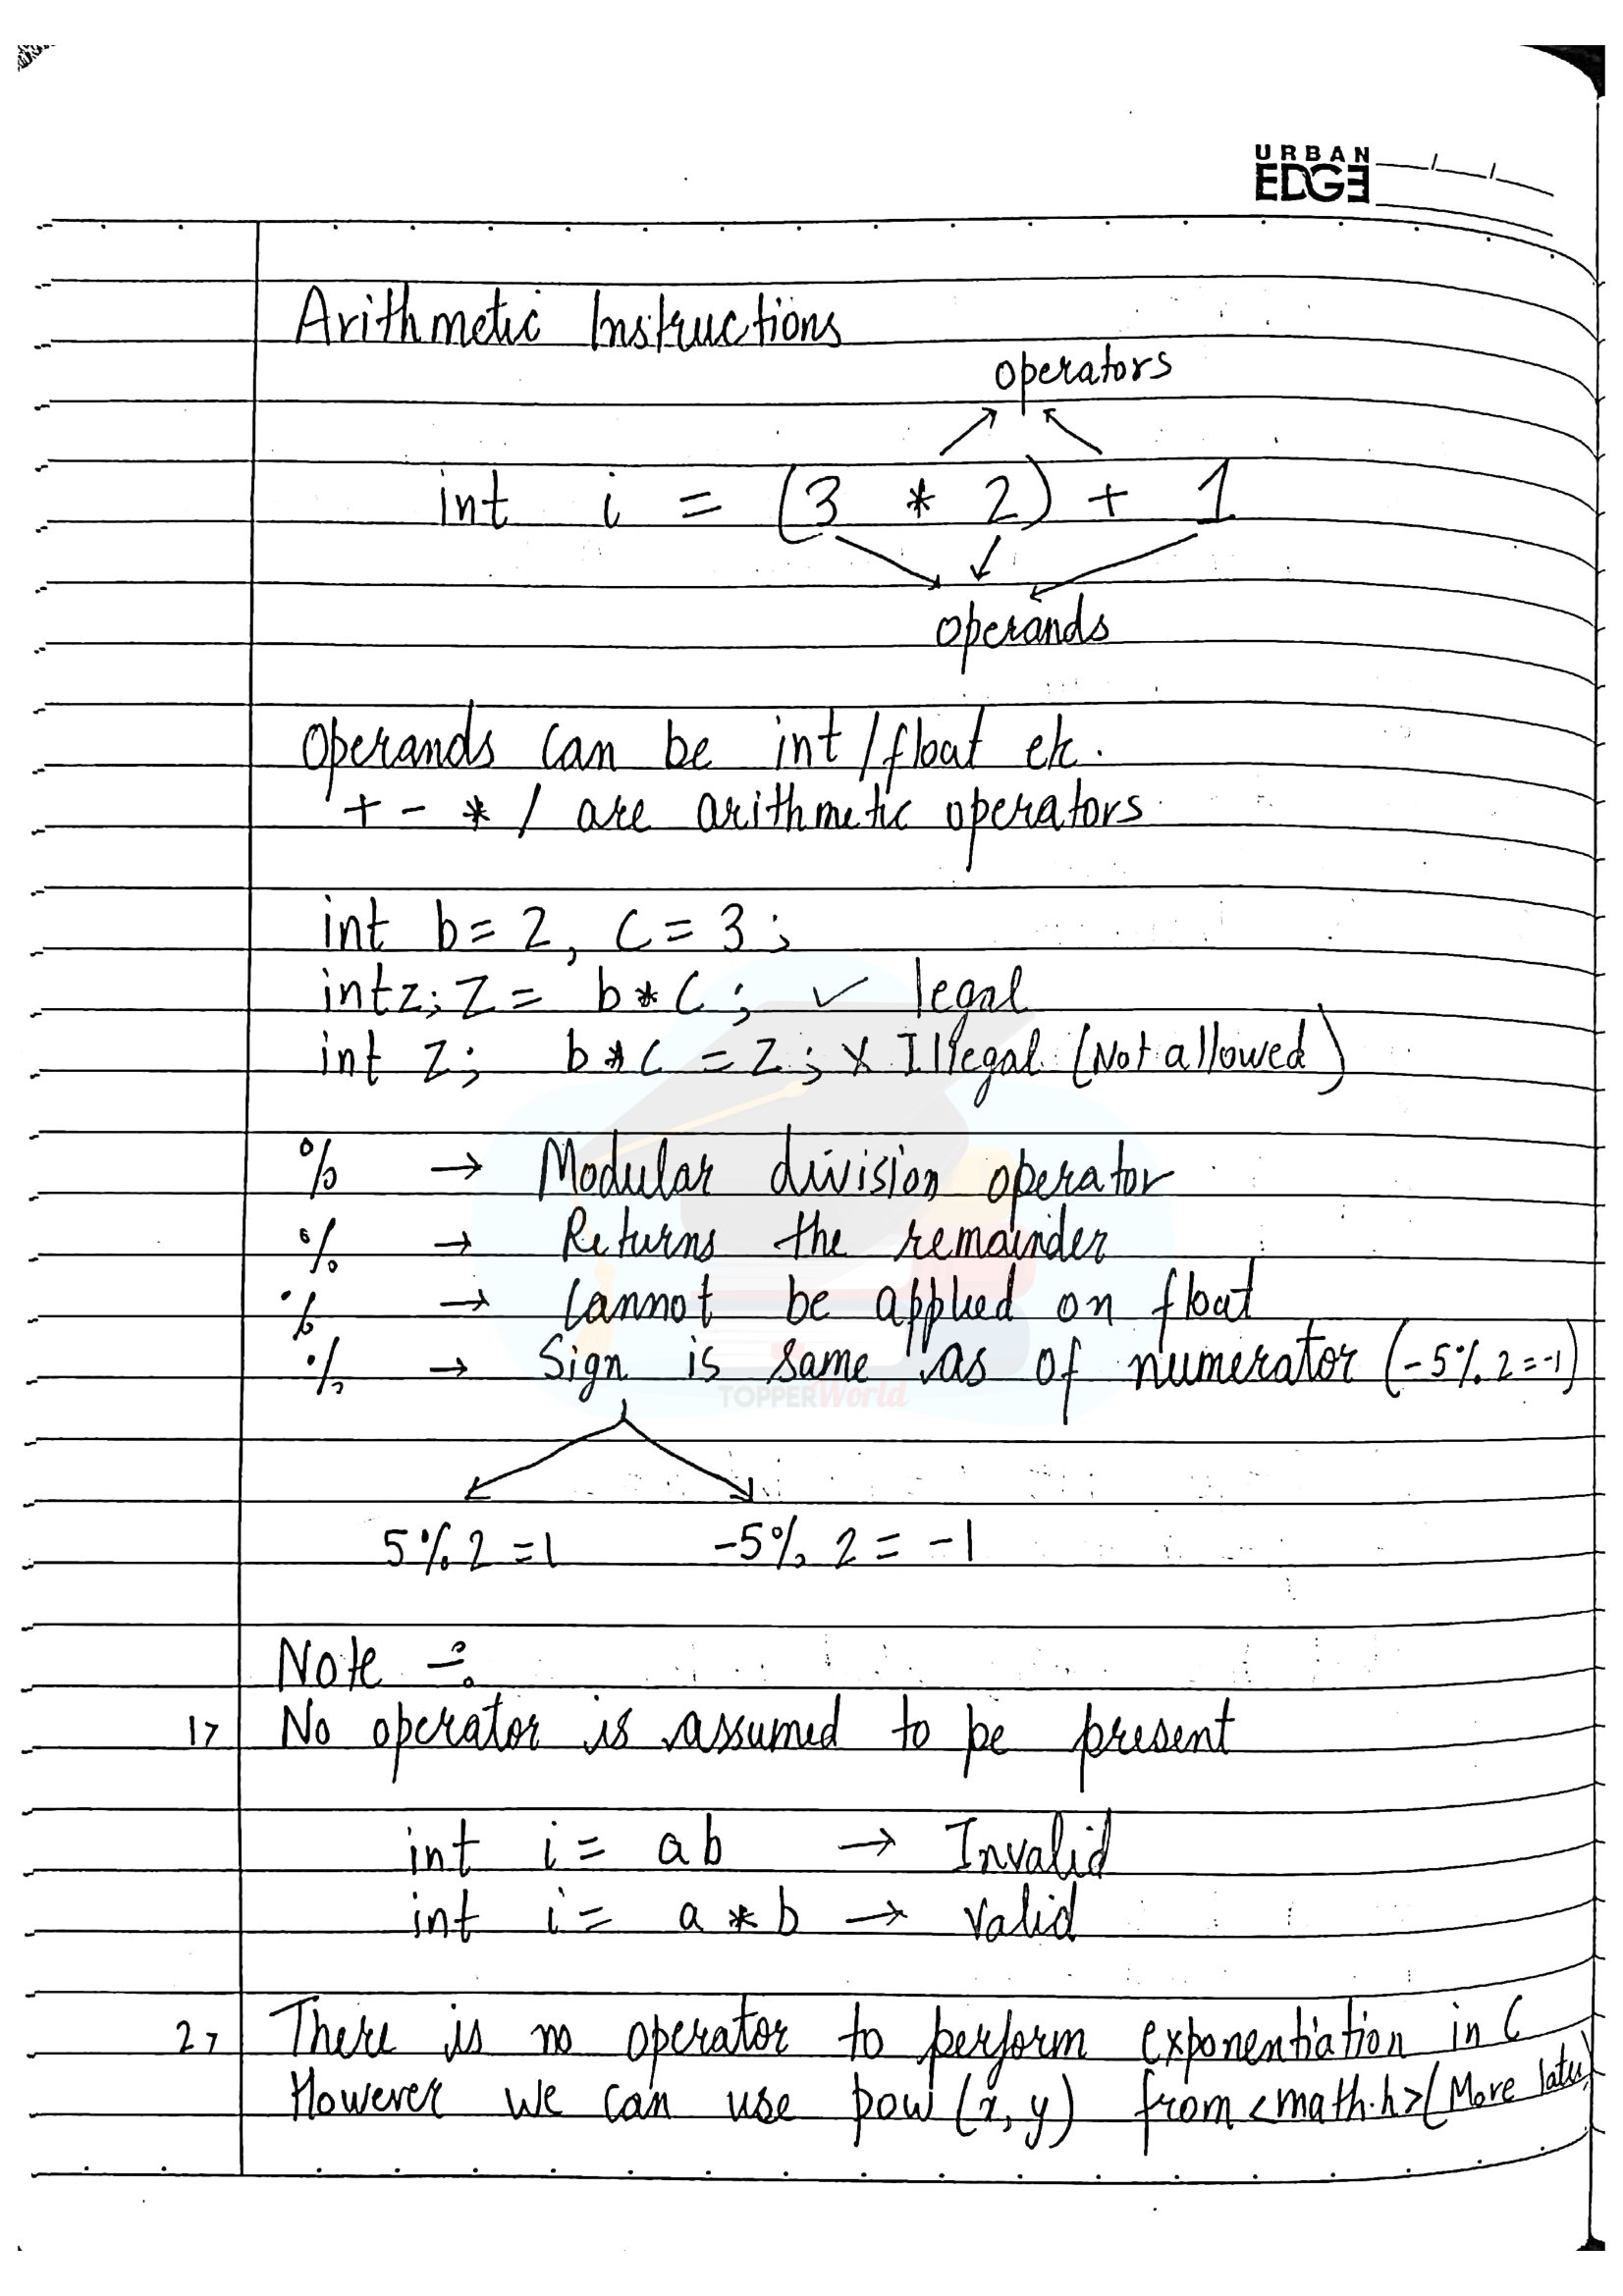 URBAN
EDGE
Arithmetic Instructions
operators
int i = (3 * 2) + 1
operands
Operands can be int/float etc.
+ - * / are arithmetic operators
int b = 2, c = 3;
int z; z = b * c; ✓ legal
int z; b * c = z; x Illegal (Not allowed)
% → Modular division operator
% → Returns the remainder
% → Cannot be applied on float
% → Sign is same as of numerator (-5% 2 = -1)
TOPPERWorld
5%2 = 1 -5% 2 = -1
Note :-
1> No operator is assumed to be present
int i = ab → Invalid
int i = a * b → valid
2> There is no operator to perform exponentiation in C
However we can use pow(x, y) from <math.h> (More later)